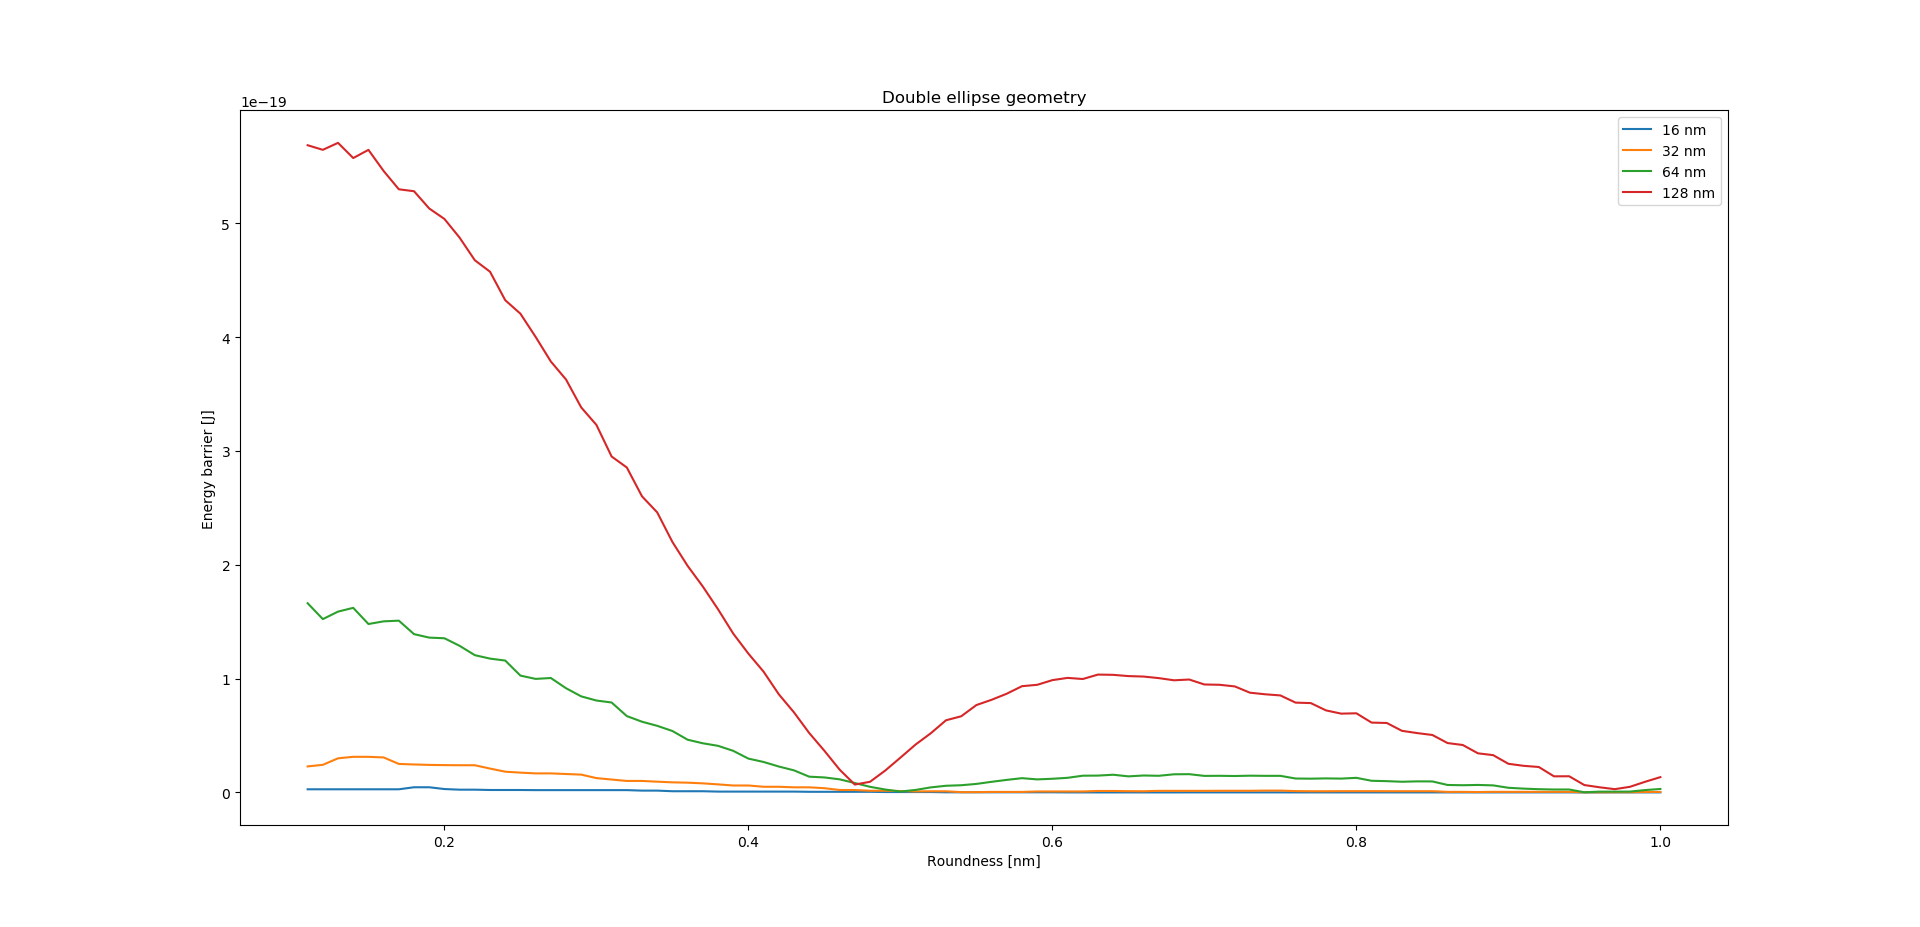 Double ellipse geometry
1e−19
16 nm
32 nm
64 nm
128 nm
5
4
3
2
1
0
Energy barrier [J]
0.2 0.4 0.6 0.8 1.0
Roundness [nm]